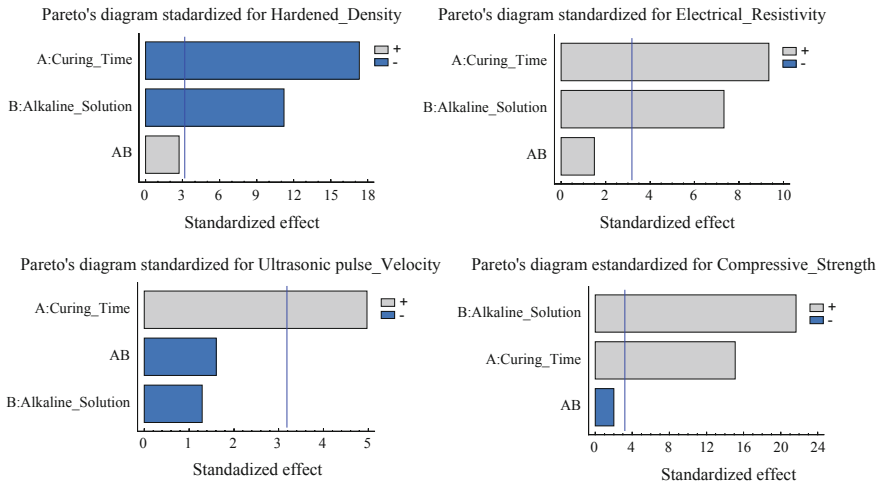 Pareto's diagram stadardized for Hardened_Density
A:Curing_Time
B:Alkaline_Solution
AB
+
-
0 3 6 9 12 15 18
Standardized effect
Pareto's diagram standardized for Electrical_Resistivity
A:Curing_Time
B:Alkaline_Solution
AB
+
-
0 2 4 6 8 10
Standardized effect
Pareto's diagram standardized for Ultrasonic pulse_Velocity
A:Curing_Time
AB
B:Alkaline_Solution
+
-
0 1 2 3 4 5
Standadized effect
Pareto's diagram estandardized for Compressive_Strength
B:Alkaline_Solution
A:Curing_Time
AB
+
-
0 4 8 12 16 20 24
Standardized effect